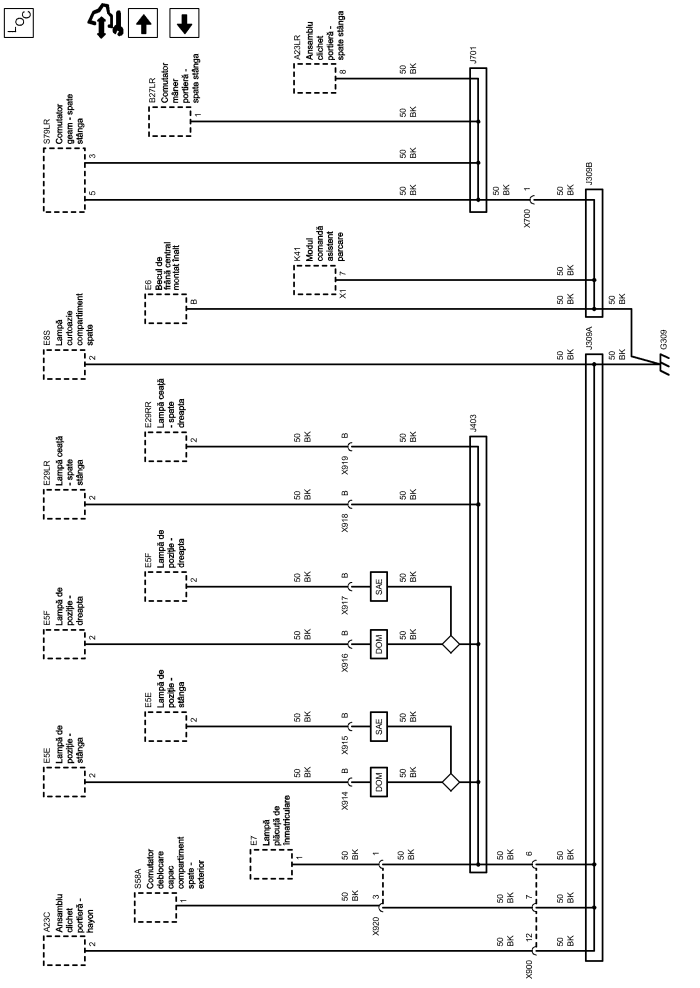 LOC
A23LR
Ansamblu
clichet
portieră -
spate stânga
8
50
BK
J701
B27LR
Comutator
mâner
portieră -
spate stânga
1
50
BK
S79LR
Comutator
geam - spate
stânga
3
50
BK
5
50
BK
50
BK
1
X700
50
BK
J309B
K41
Modul
comandă
asistent
parcare
7
X1
50
BK
E6
Becul de
frână central
montat înalt
B
50
BK
50
BK
E8S
Lampă
curtoazie
compartiment
spate
2
50
BK
J309A
50
BK
G309
E29RR
Lampă ceață
- spate
dreapta
2
50
BK
B
X919
50
BK
J403
E29LR
Lampă ceață
- spate
stânga
2
50
BK
B
X918
50
BK
E5F
Lampă de
poziție -
dreapta
2
50
BK
B
X917
SAE
50
BK
E5F
Lampă de
poziție -
dreapta
2
50
BK
B
X916
DOM
50
BK
E5E
Lampă de
poziție -
stânga
2
50
BK
B
X915
SAE
50
BK
E5E
Lampă de
poziție -
stânga
2
50
BK
B
X914
DOM
50
BK
E7
Lampă
plăcuță de
înmatriculare
1
50
BK
1
50
BK
50
BK
6
50
BK
S58A
Comutator
deblocare
capac
compartiment
spate -
exterior
1
50
BK
3
X920
50
BK
7
50
BK
A23C
Ansamblu
clichet
portieră -
hayon
2
50
BK
12
X900
50
BK